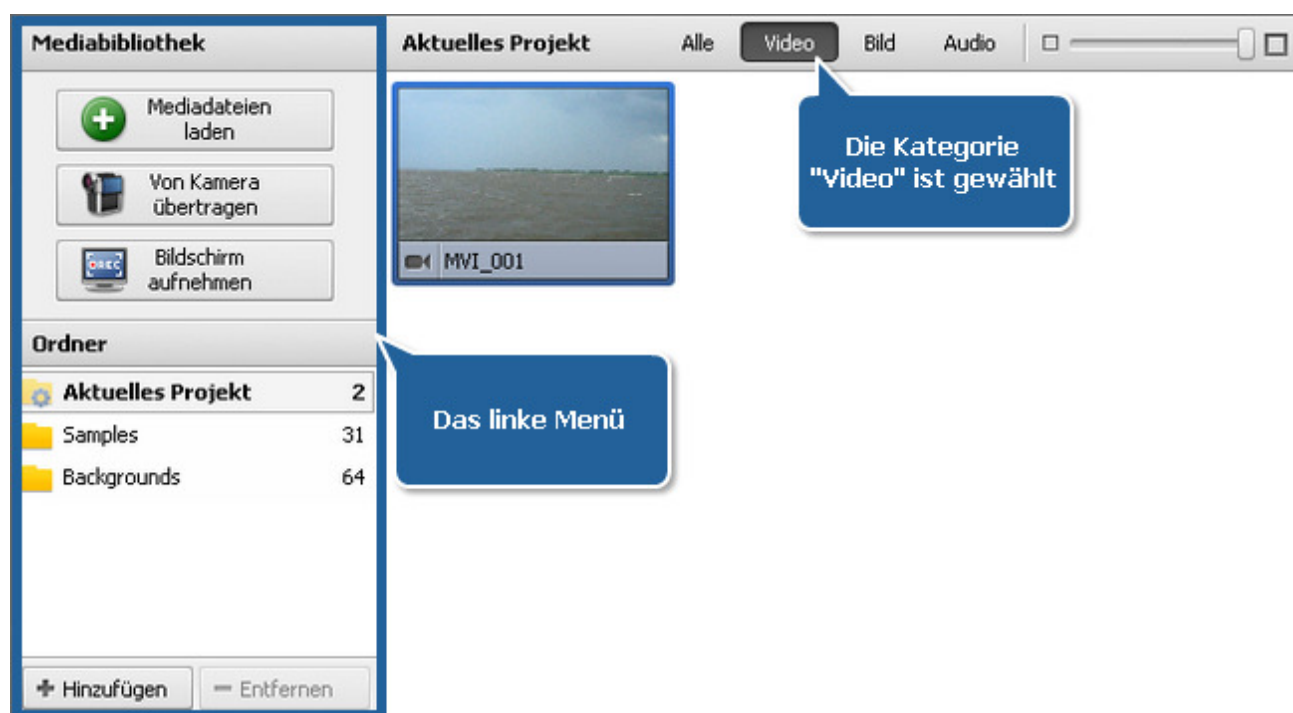 Mediabibliothek
Aktuelles Projekt
Alle
Video
Bild
Audio
Mediadateien
laden
Von Kamera
übertragen
Bildschirm
aufnehmen
MVI_001
Die Kategorie
"Video" ist gewählt
Ordner
Aktuelles Projekt 2
Samples 31
Backgrounds 64
Das linke Menü
Hinzufügen
Entfernen